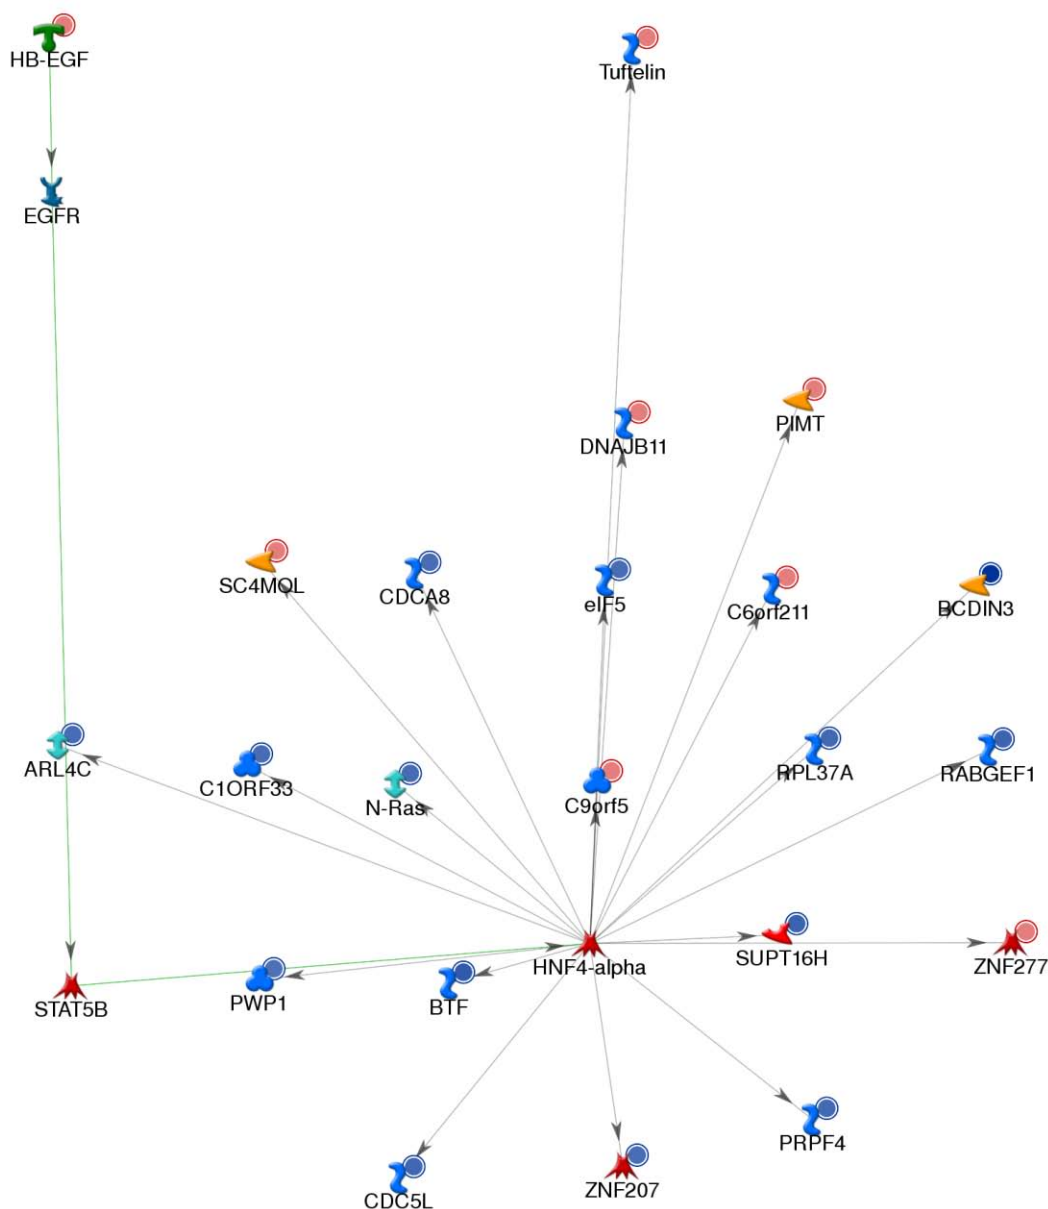 HB-EGF
Tuftelin
EGFR
DNAJB11
PIMT
SC4MOL
CDCA8
eIF5
C6orf211
BCDIN3
ARL4C
C1ORF33
N-Ras
C9orf5
RPL37A
RABGEF1
STAT5B
PWP1
BTF
HNF4-alpha
SUPT16H
ZNF277
CDC5L
ZNF207
PRPF4